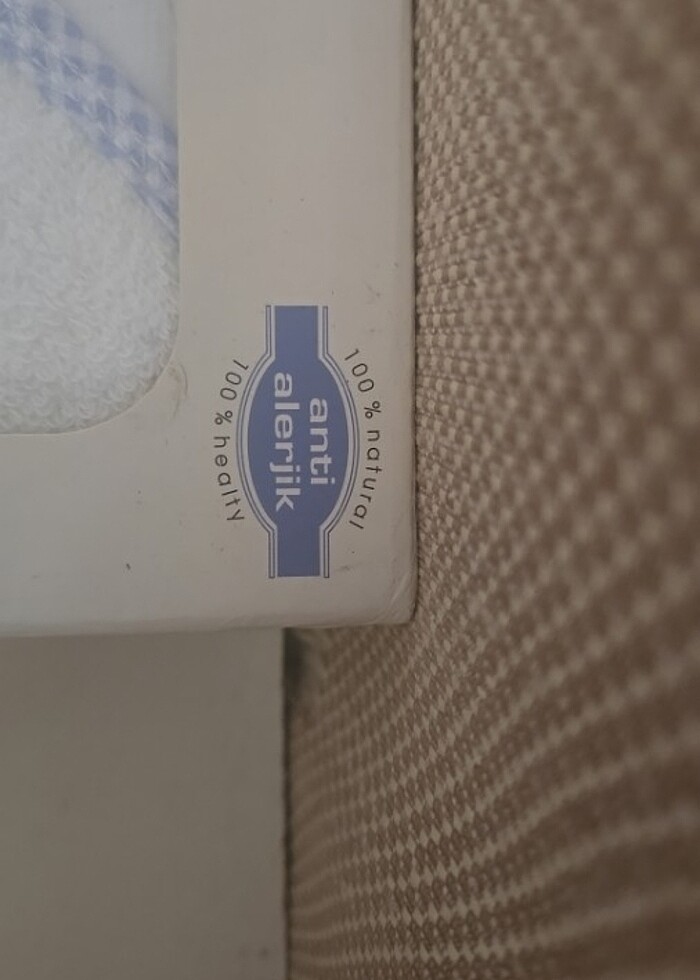 100 % natural
anti
alerjik
100 % healty